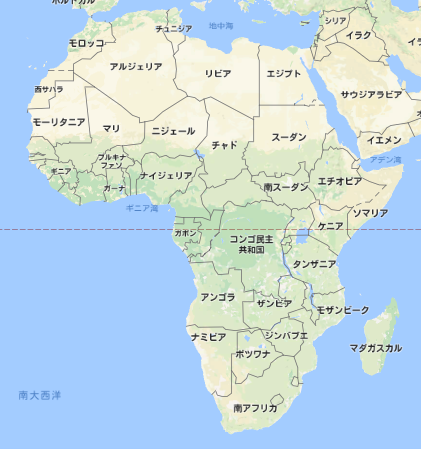 ポルトガル
地中海
チュニジア
シリア
イラク
モロッコ
アルジェリア
リビア
エジプト
サウジアラビア
西サハラ
モーリタニア
マリ
ニジェール
チャド
スーダン
イエメン
アデン湾
ブルキナ
ファソ
ギニア
ガーナ
ナイジェリア
南スーダン
エチオピア
ギニア湾
ソマリア
ケニア
ガボン
コンゴ民主
共和国
タンザニア
アンゴラ
ザンビア
モザンビーク
ナミビア
ジンバブエ
ボツワナ
マダガスカル
南大西洋
南アフリカ